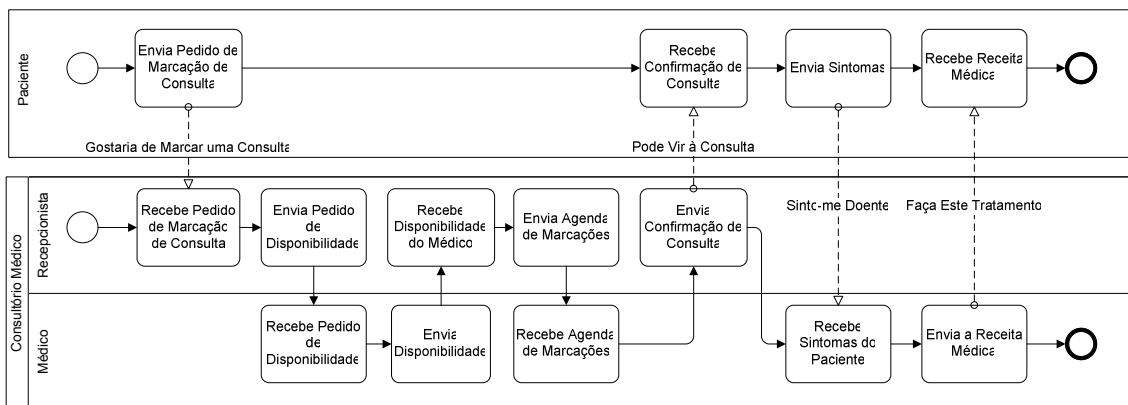 Paciente
Envia Pedido de
Marcação de
Consulta
Recebe
Confirmação de
Consulta
Envia Sintomas
Recebe Receita
Médica
Gostaria de Marcar uma Consulta
Pode Vir à Consulta
Consultório Médico
Recepcionista
Recebe Pedido
de Marcação
de Consulta
Envia Pedido
de
Disponibilidade
Recebe
Disponibilidade
do Médico
Envia Agenda
de Marcações
Envia
Confirmação de
Consulta
Sinto-me Doente
Faça Este Tratamento
Médico
Recebe Pedido
de
Disponibilidade
Envia
Disponibilidade
Recebe Agenda
de Marcações
Recebe
Sintomas do
Paciente
Envia a Receita
Médica